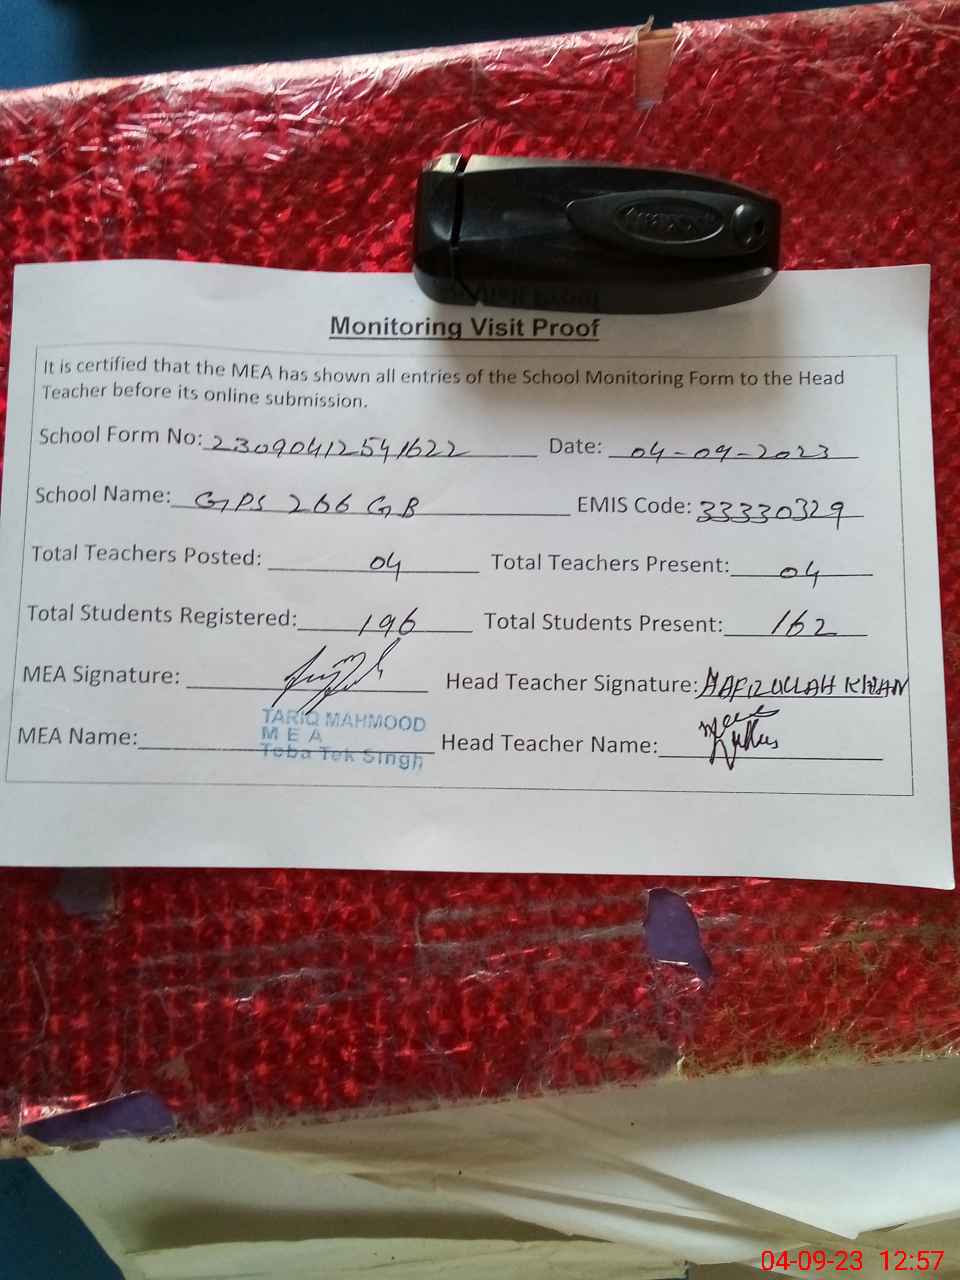 Monitoring Visit Proof
It is certified that the MEA has shown all entries of the School Monitoring Form to the Head
Teacher before its online submission.
School Form No: 23090412541622 Date: 04-09-2023
School Name: GPS 266 GB EMIS Code: 33330329
Total Teachers Posted: 04 Total Teachers Present: 04
Total Students Registered: 196 Total Students Present: 162
MEA Signature: Head Teacher Signature: HAFIZULLAH KHAN
MEA Name: TARIQ MAHMOOD
M E A
Toba Tek Singh
Head Teacher Name:
04-09-23 12:57